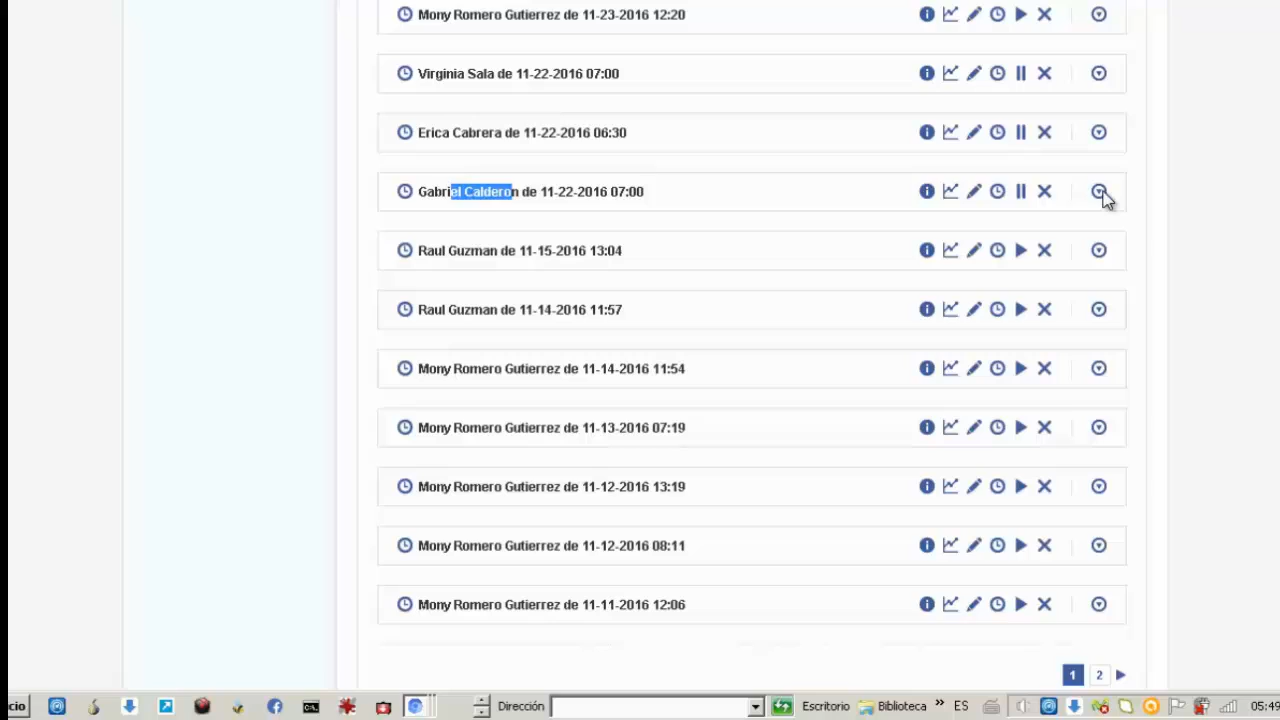 Mony Romero Gutierrez de 11-23-2016 12:20
Virginia Sala de 11-22-2016 07:00
Erica Cabrera de 11-22-2016 06:30
Gabriel Calderon de 11-22-2016 07:00
Raul Guzman de 11-15-2016 13:04
Raul Guzman de 11-14-2016 11:57
Mony Romero Gutierrez de 11-14-2016 11:54
Mony Romero Gutierrez de 11-13-2016 07:19
Mony Romero Gutierrez de 11-12-2016 13:19
Mony Romero Gutierrez de 11-12-2016 08:11
Mony Romero Gutierrez de 11-11-2016 12:06
1 2
cio Dirección Escritorio Biblioteca » ES 05:49